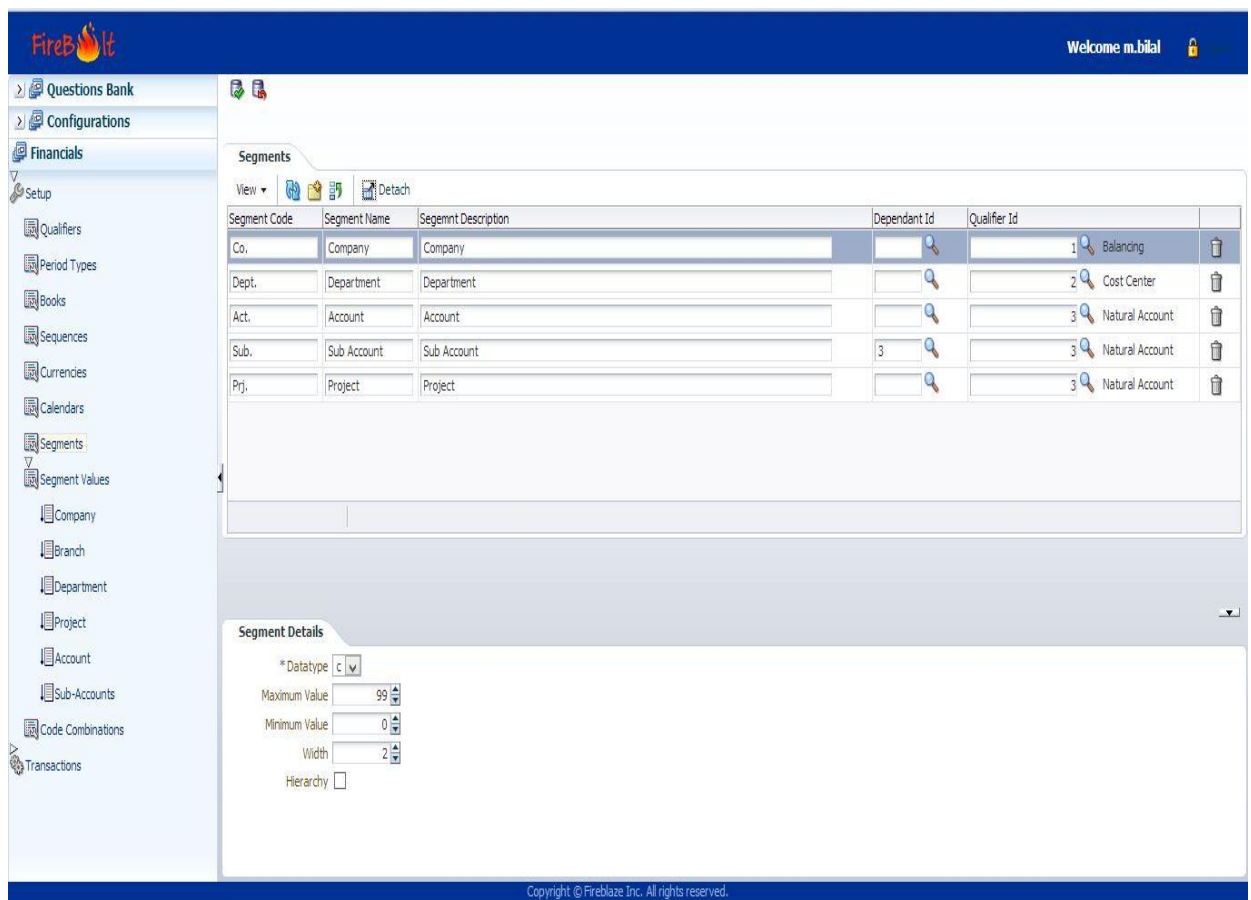 FireBolt
Welcome m.bilal
Questions Bank
Configurations
Financials
Setup
Qualifiers
Period Types
Books
Sequences
Currencies
Calendars
Segments
Segment Values
Company
Branch
Department
Project
Account
Sub-Accounts
Code Combinations
Transactions
Segments
View Detach
Segment Code Segment Name Segemnt Description Dependant Id Qualifier Id
Co. Company Company 1 Balancing
Dept. Department Department 2 Cost Center
Act. Account Account 3 Natural Account
Sub. Sub Account Sub Account 3 3 Natural Account
Prj. Project Project 3 Natural Account
Segment Details
* Datatype c
Maximum Value 99
Minimum Value 0
Width 2
Hierarchy
Copyright © Fireblaze Inc. All rights reserved.